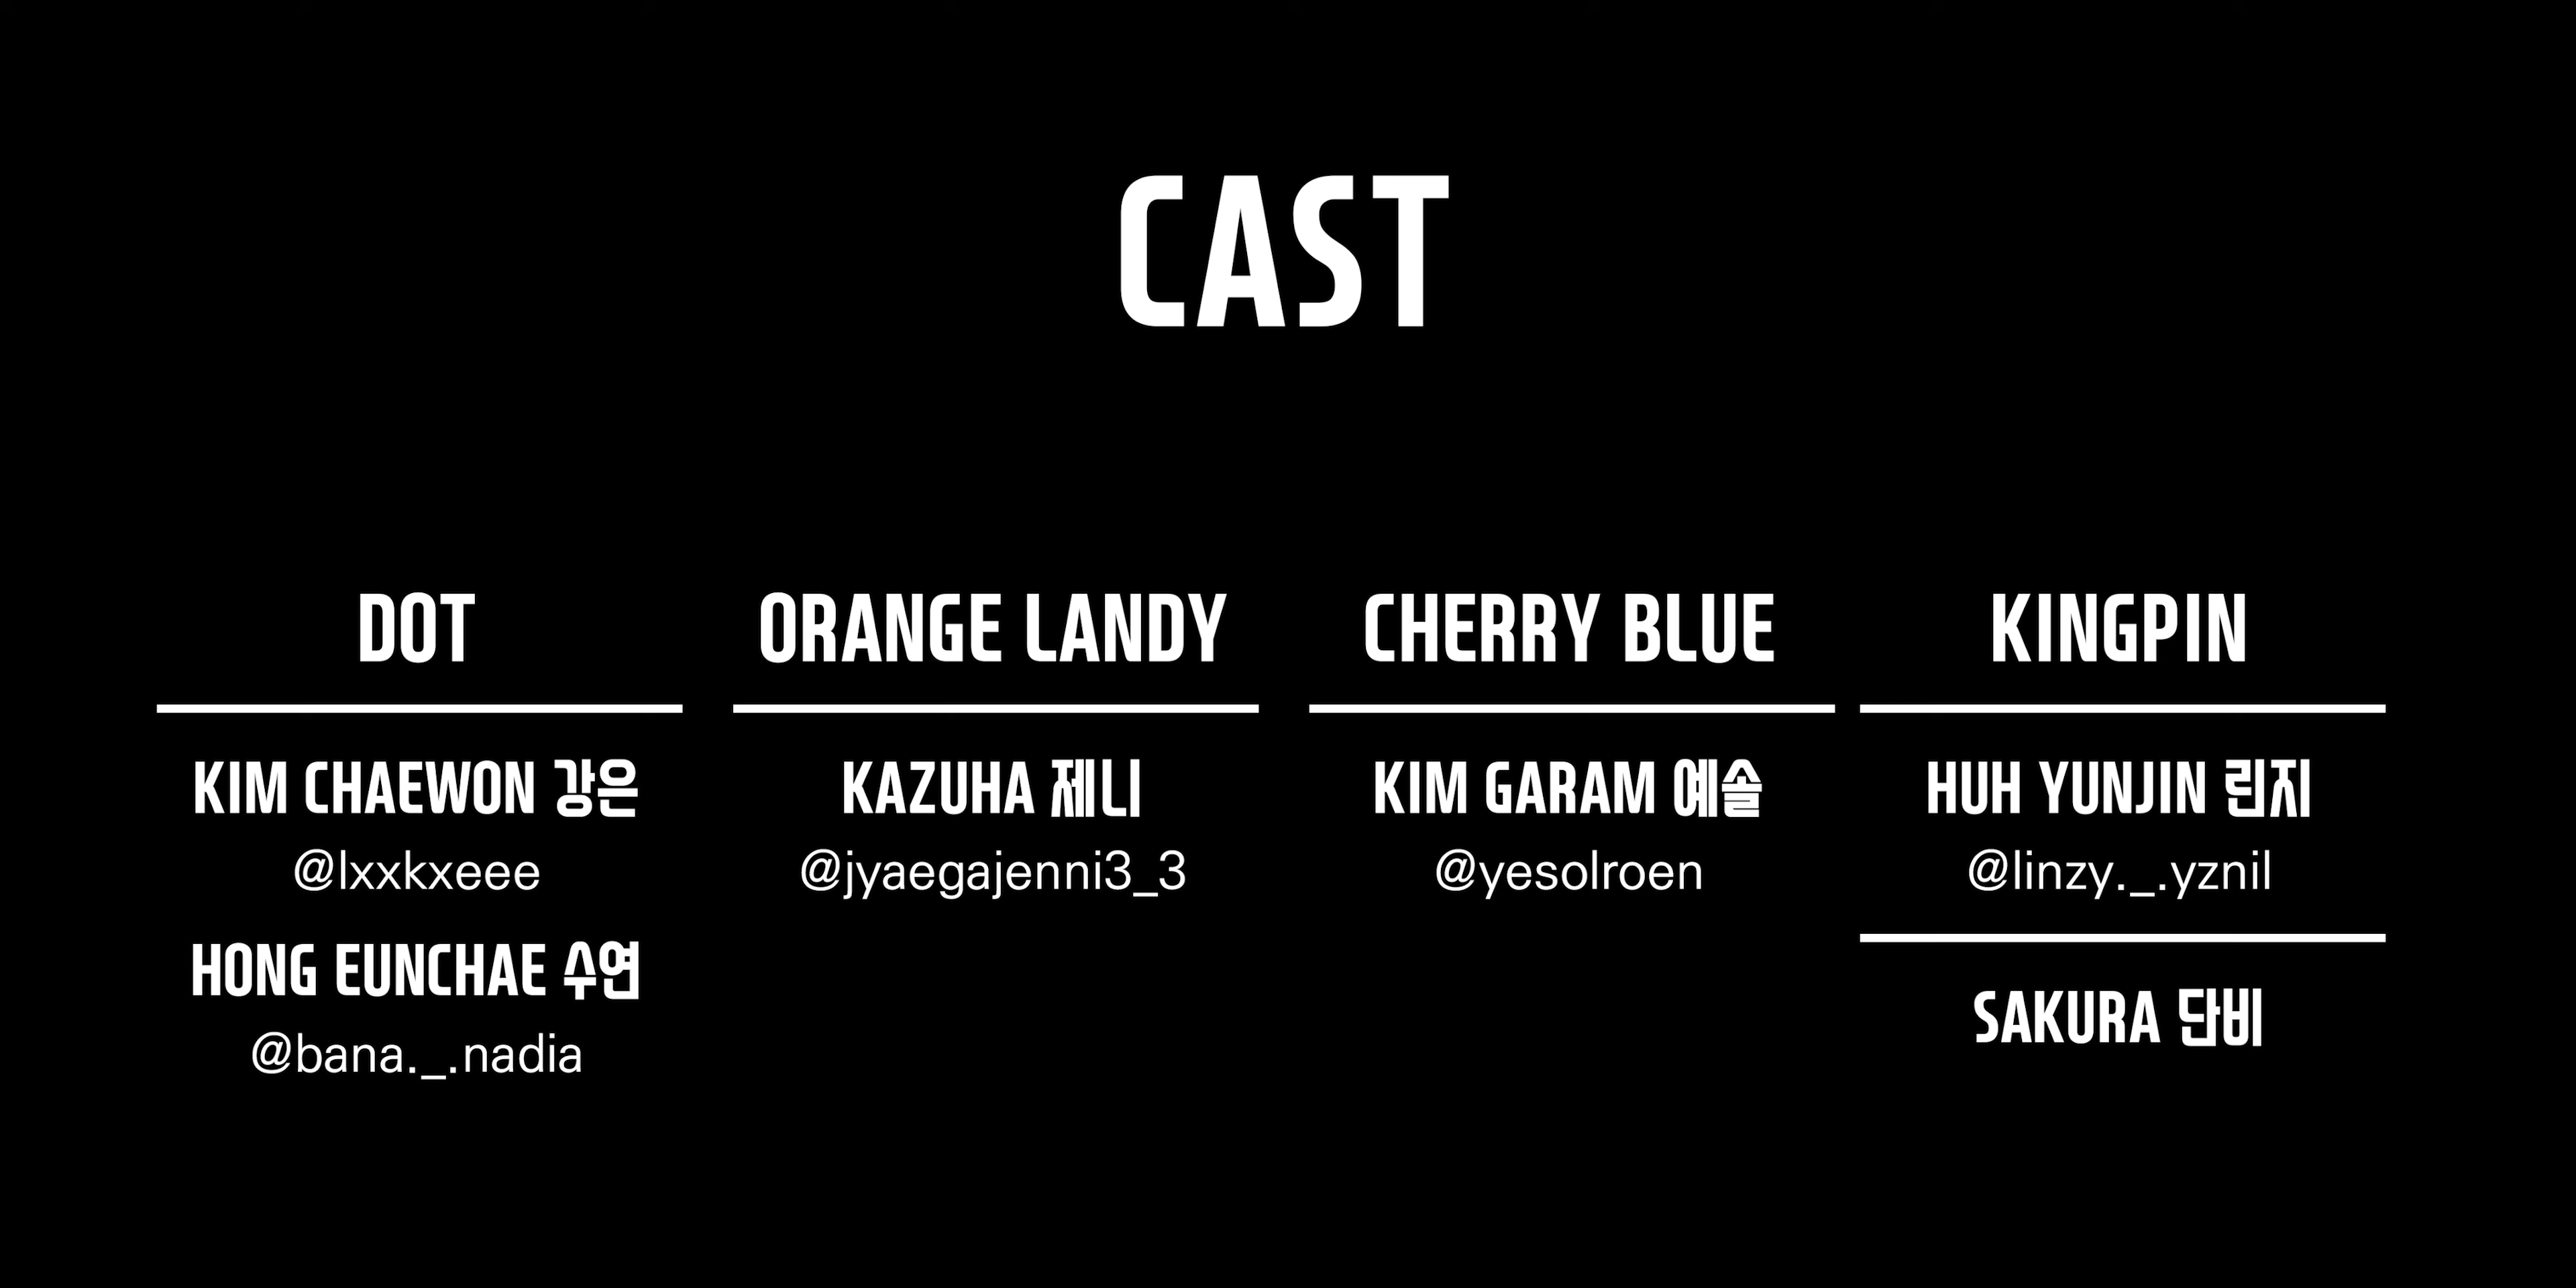 CAST
DOT
KIM CHAEWON 강은
@lxxkxeee
HONG EUNCHAE 수연
@bana._.nadia
ORANGE LANDY
KAZUHA 제니
@jyaegajenni3_3
CHERRY BLUE
KIM GARAM 예솔
@yesolroen
KINGPIN
HUH YUNJIN 린지
@linzy._.yznil
SAKURA 단비